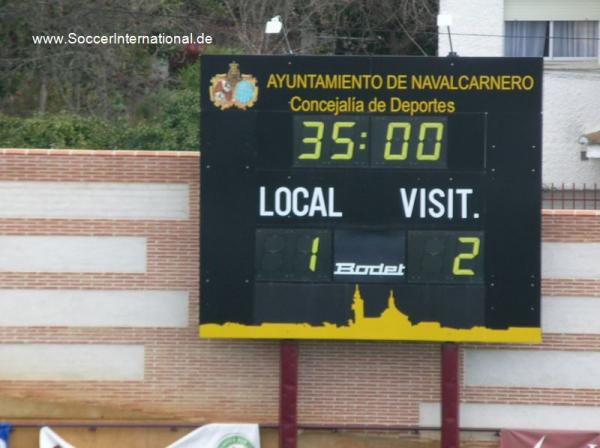 www.SoccerInternational.de
AYUNTAMIENTO DE NAVALCARNERO
Concejalía de Deportes
35:00
LOCAL VISIT.
1 Bodet 2